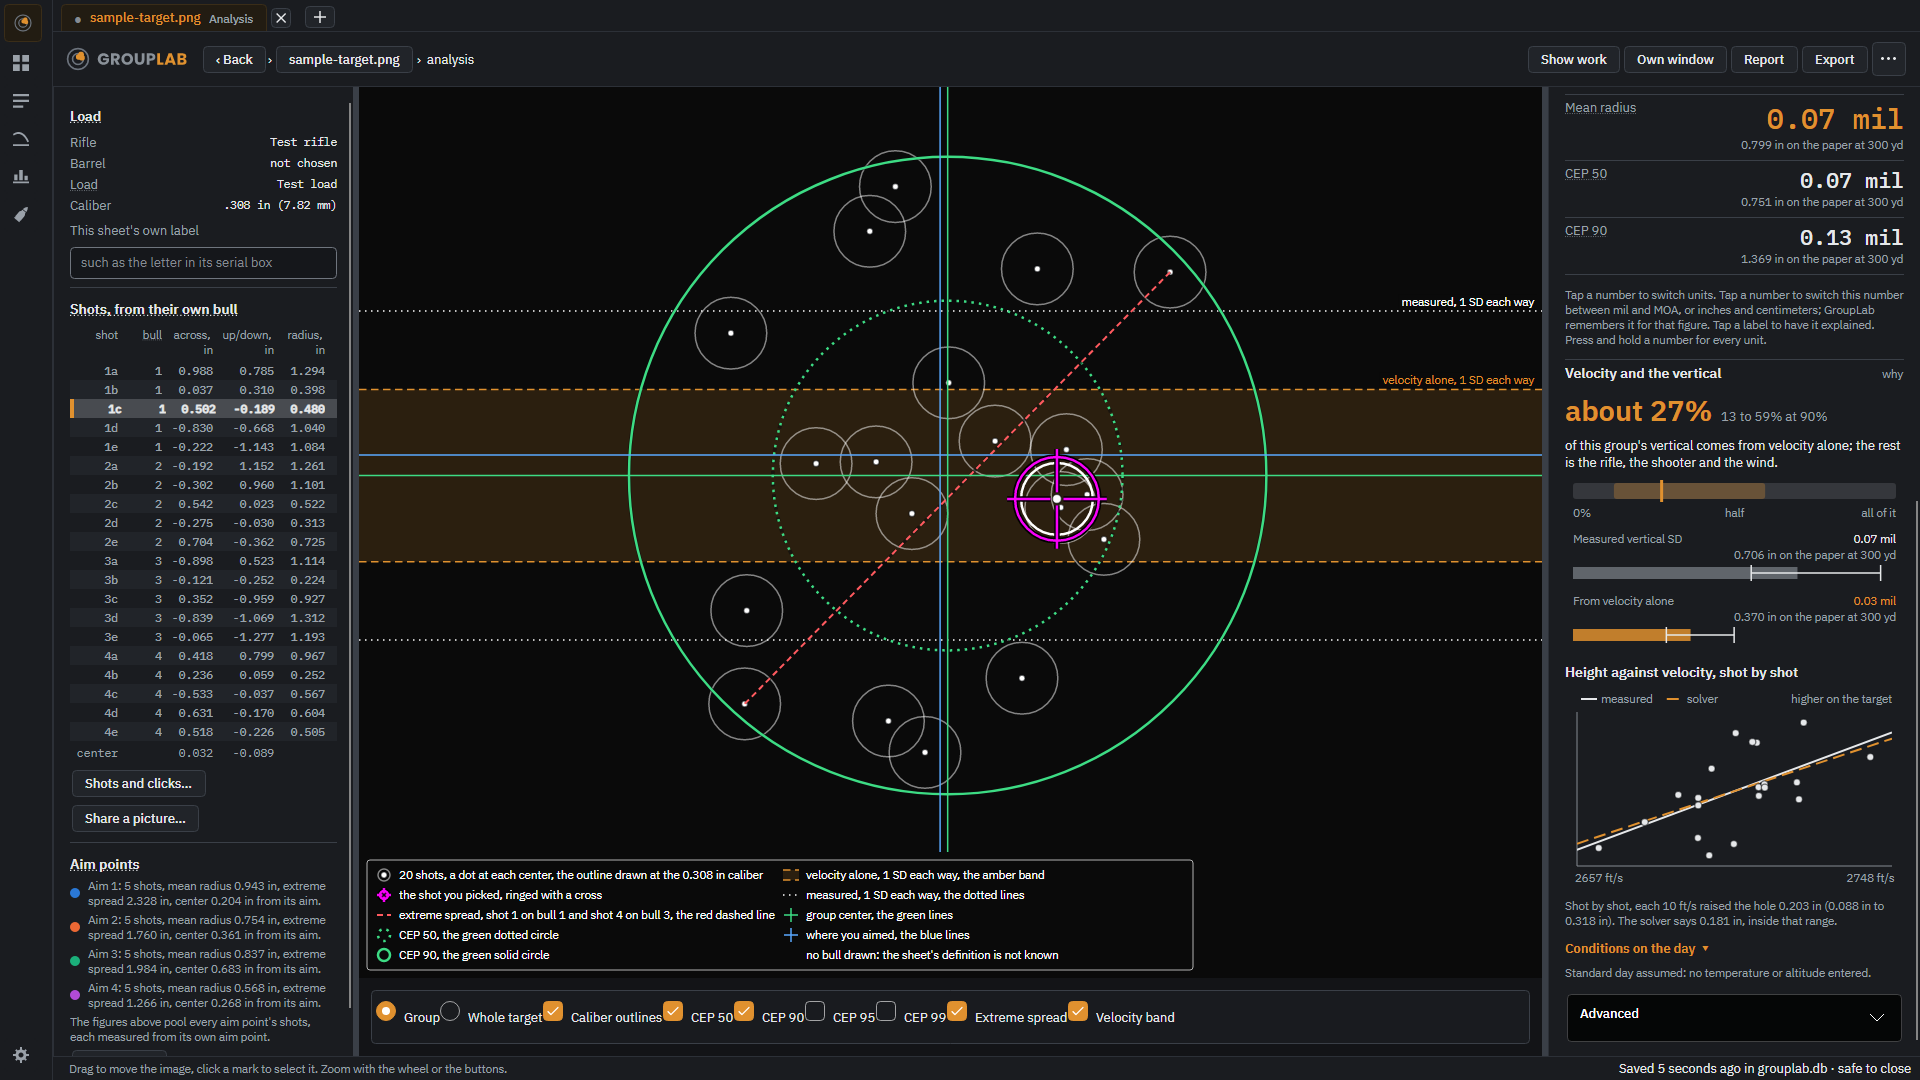 sample-target.png Analysis
GROUPLAB
‹ Back › sample-target.png › analysis
Show work
Own window
Report
Export
Load
Rifle Test rifle
Barrel not chosen
Load Test load
Caliber .308 in (7.82 mm)
This sheet's own label
such as the letter in its serial box
Shots, from their own bull
shot bull across, in up/down, in radius, in
1a 1 0.988 0.785 1.294
1b 1 0.037 0.310 0.398
1c 1 0.502 -0.189 0.480
1d 1 -0.830 -0.668 1.040
1e 1 -0.222 -1.143 1.084
2a 2 -0.192 1.152 1.261
2b 2 -0.302 0.960 1.101
2c 2 0.542 0.023 0.522
2d 2 -0.275 -0.030 0.313
2e 2 0.704 -0.362 0.725
3a 3 -0.898 0.523 1.114
3b 3 -0.121 -0.252 0.224
3c 3 0.352 -0.959 0.927
3d 3 -0.839 -1.069 1.312
3e 3 -0.065 -1.277 1.193
4a 4 0.418 0.799 0.967
4b 4 0.236 0.059 0.252
4c 4 -0.533 -0.037 0.567
4d 4 0.631 -0.170 0.604
4e 4 0.518 -0.226 0.505
center 0.032 -0.089
Shots and clicks...
Share a picture...
Aim points
Aim 1: 5 shots, mean radius 0.943 in, extreme
spread 2.328 in, center 0.204 in from its aim.
Aim 2: 5 shots, mean radius 0.754 in, extreme
spread 1.760 in, center 0.361 in from its aim.
Aim 3: 5 shots, mean radius 0.837 in, extreme
spread 1.984 in, center 0.683 in from its aim.
Aim 4: 5 shots, mean radius 0.568 in, extreme
spread 1.266 in, center 0.268 in from its aim.
The figures above pool every aim point's shots,
each measured from its own aim point.
measured, 1 SD each way
velocity alone, 1 SD each way
20 shots, a dot at each center, the outline drawn at the 0.308 in caliber
the shot you picked, ringed with a cross
extreme spread, shot 1 on bull 1 and shot 4 on bull 3, the red dashed line
CEP 50, the green dotted circle
CEP 90, the green solid circle
velocity alone, 1 SD each way, the amber band
measured, 1 SD each way, the dotted lines
group center, the green lines
where you aimed, the blue lines
no bull drawn: the sheet's definition is not known
Group Whole target Caliber outlines CEP 50 CEP 90 CEP 95 CEP 99 Extreme spread Velocity band
Mean radius 0.07 mil
0.799 in on the paper at 300 yd
CEP 50 0.07 mil
0.751 in on the paper at 300 yd
CEP 90 0.13 mil
1.369 in on the paper at 300 yd
Tap a number to switch units. Tap a number to switch this number
between mil and MOA, or inches and centimeters; GroupLab
remembers it for that figure. Tap a label to have it explained.
Press and hold a number for every unit.
Velocity and the vertical why
about 27% 13 to 59% at 90%
of this group's vertical comes from velocity alone; the rest
is the rifle, the shooter and the wind.
0% half all of it
Measured vertical SD 0.07 mil
0.706 in on the paper at 300 yd
From velocity alone 0.03 mil
0.370 in on the paper at 300 yd
Height against velocity, shot by shot
measured solver higher on the target
2657 ft/s 2748 ft/s
Shot by shot, each 10 ft/s raised the hole 0.203 in (0.088 in to
0.318 in). The solver says 0.181 in, inside that range.
Conditions on the day
Standard day assumed: no temperature or altitude entered.
Advanced
Drag to move the image, click a mark to select it. Zoom with the wheel or the buttons.
Saved 5 seconds ago in grouplab.db · safe to close